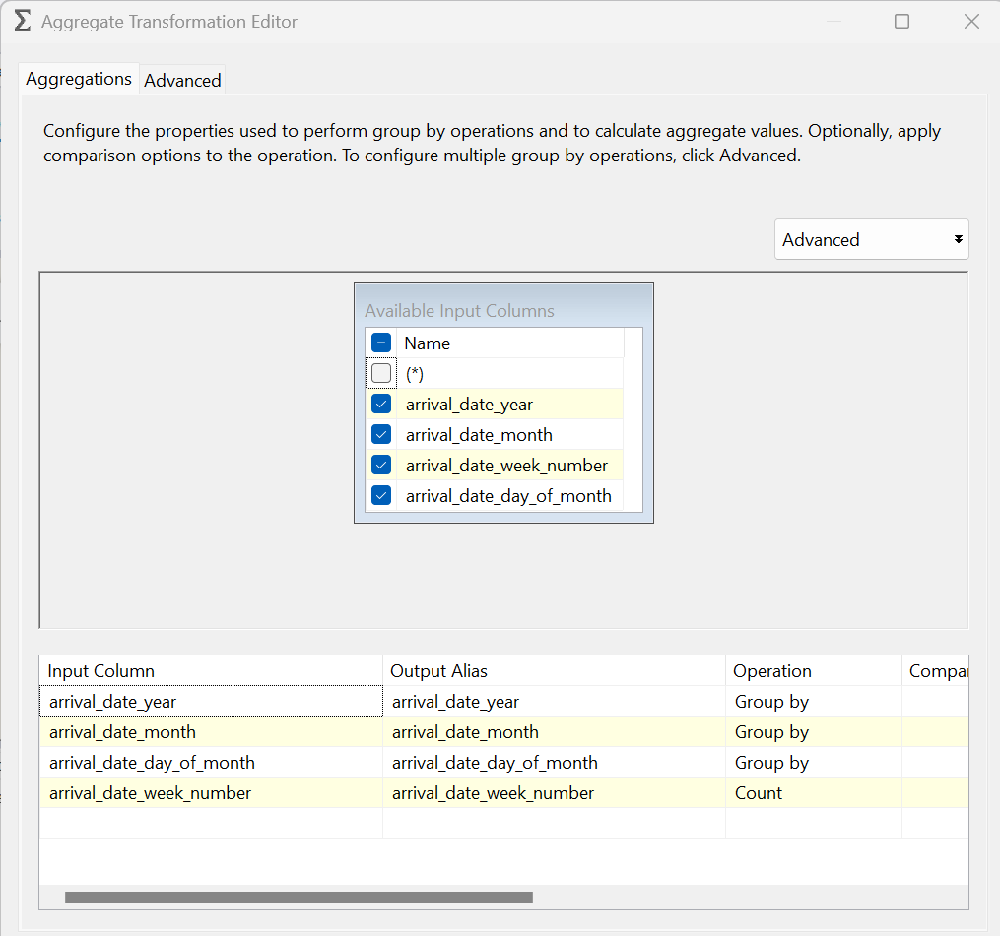 Σ Aggregate Transformation Editor
Aggregations Advanced
Configure the properties used to perform group by operations and to calculate aggregate values. Optionally, apply
comparison options to the operation. To configure multiple group by operations, click Advanced.
Advanced
Available Input Columns
Name
(*)
arrival_date_year
arrival_date_month
arrival_date_week_number
arrival_date_day_of_month
Input Column Output Alias Operation Compar
arrival_date_year arrival_date_year Group by
arrival_date_month arrival_date_month Group by
arrival_date_day_of_month arrival_date_day_of_month Group by
arrival_date_week_number arrival_date_week_number Count